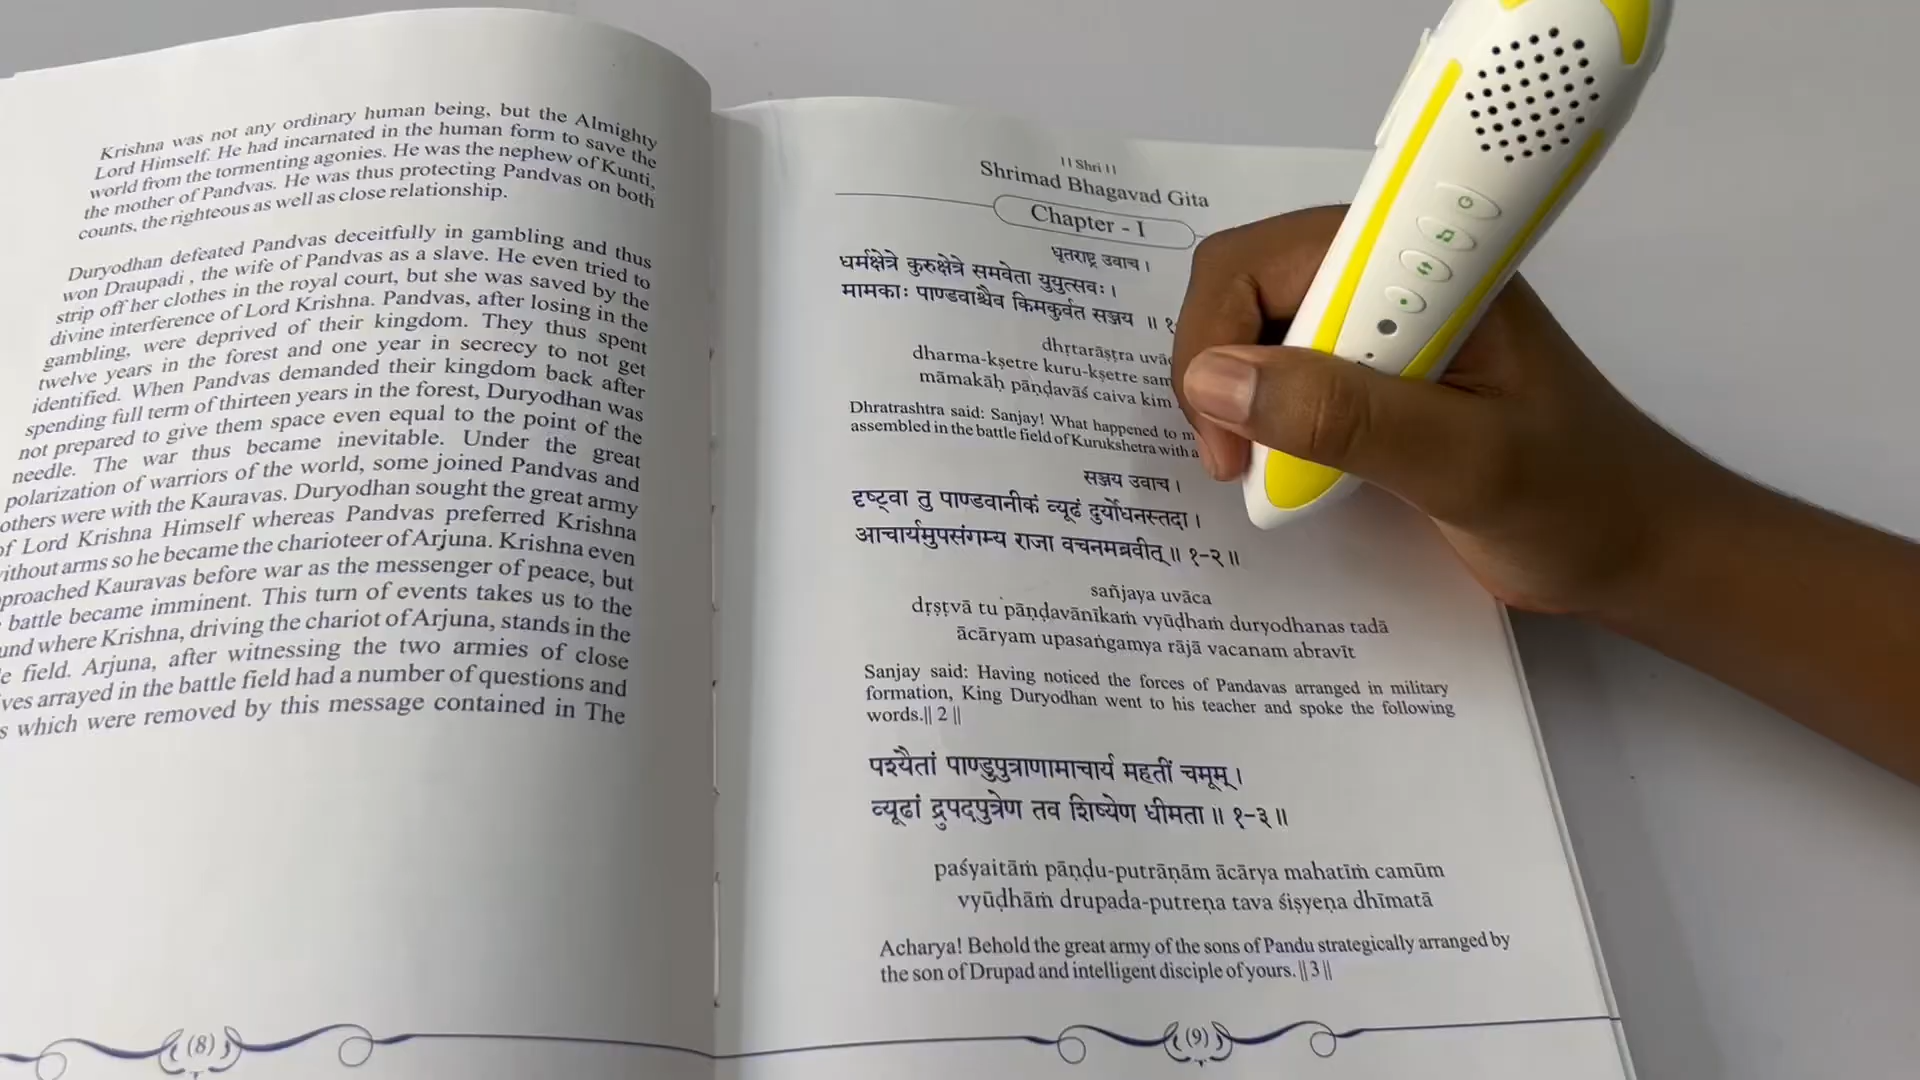 Krishna was not any ordinary human being, but the Almighty
Lord Himself. He had incarnated in the human form to save the
world from the tormenting agonies. He was the nephew of Kunti,
the mother of Pandvas. He was thus protecting Pandvas on both
counts, the righteous as well as close relationship.
Duryodhan defeated Pandvas deceitfully in gambling and thus
won Draupadi , the wife of Pandvas as a slave. He even tried to
strip off her clothes in the royal court, but she was saved by the
divine interference of Lord Krishna. Pandvas, after losing in the
gambling, were deprived of their kingdom. They thus spent
twelve years in the forest and one year in secrecy to not get
identified. When Pandvas demanded their kingdom back after
spending full term of thirteen years in the forest, Duryodhan was
not prepared to give them space even equal to the point of the
needle. The war thus became inevitable. Under the great
polarization of warriors of the world, some joined Pandvas and
others were with the Kauravas. Duryodhan sought the great army
of Lord Krishna Himself whereas Pandvas preferred Krishna
without arms so he became the charioteer of Arjuna. Krishna even
proached Kauravas before war as the messenger of peace, but
battle became imminent. This turn of events takes us to the
und where Krishna, driving the chariot of Arjuna, stands in the
field. Arjuna, after witnessing the two armies of close
ves arrayed in the battle field had a number of questions and
s which were removed by this message contained in The
(8)
|| Shri ||
Shrimad Bhagavad Gita
Chapter - I
धृतराष्ट्र उवाच ।
धर्मक्षेत्रे कुरुक्षेत्रे समवेता युयुत्सवः ।
मामकाः पाण्डवाश्चैव किमकुर्वत सञ्जय ॥ १-
dhṛtarāṣṭra uvāc
dharma-kṣetre kuru-kṣetre sam
māmakāḥ pāṇḍavāś caiva kim
Dhratrashtra said: Sanjay! What happened to m
assembled in the battle field of Kurukshetra with a
सञ्जय उवाच ।
दृष्ट्वा तु पाण्डवानीकं व्यूढं दुर्योधनस्तदा ।
आचार्यमुपसंगम्य राजा वचनमब्रवीत् ॥ १-२ ॥
sañjaya uvāca
dṛṣṭvā tu pāṇḍavānīkaṁ vyūḍhaṁ duryodhanas tadā
ācāryam upasaṅgamya rājā vacanam abravīt
Sanjay said: Having noticed the forces of Pandavas arranged in military
formation, King Duryodhan went to his teacher and spoke the following
words.|| 2 ||
पश्यैतां पाण्डुपुत्राणामाचार्य महतीं चमूम् ।
व्यूढां द्रुपदपुत्रेण तव शिष्येण धीमता ॥ १-३ ॥
paśyaitāṁ pāṇḍu-putrāṇām ācārya mahatīṁ camūm
vyūḍhāṁ drupada-putreṇa tava śiṣyeṇa dhīmatā
Acharya! Behold the great army of the sons of Pandu strategically arranged by
the son of Drupad and intelligent disciple of yours. || 3 ||
(9)